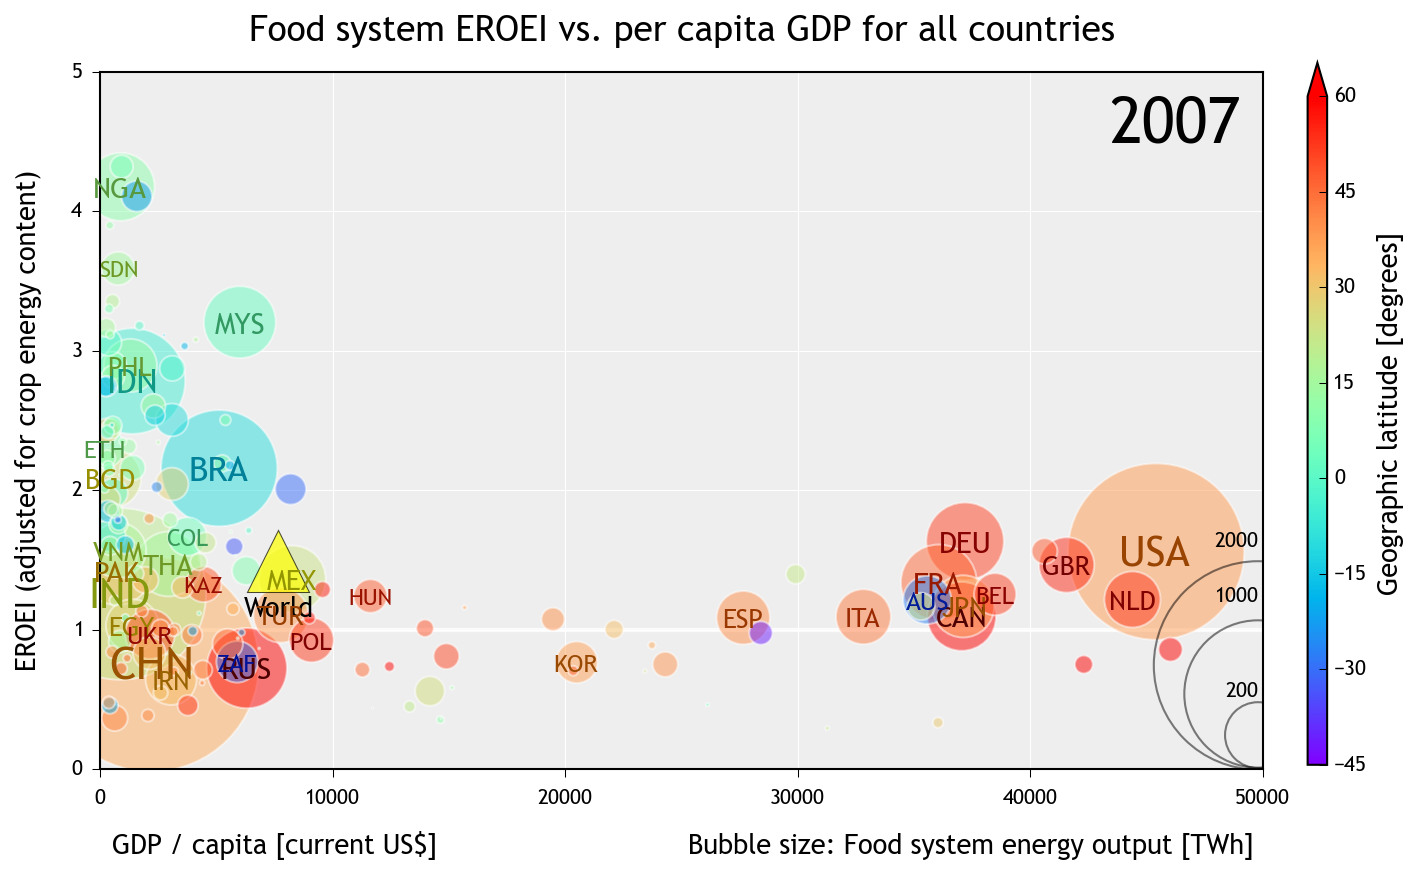 Food system EROEI vs. per capita GDP for all countries
2007
EROEI (adjusted for crop energy content)
5
4
3
2
1
0
NGA
SDN
MYS
PHL
IDN
ETH
BGD
BRA
COL
VNM
THA
PAK
IND
KAZ
MEX
World
TUR
HUN
EGY
UKR
POL
CHN
ZAF
RUS
IRN
DEU
USA
GBR
FRA
AUS
JPN
BEL
NLD
CAN
ESP
ITA
KOR
2000
1000
200
0
10000
20000
30000
40000
50000
GDP / capita [current US$]
Bubble size: Food system energy output [TWh]
60
45
30
15
0
−15
−30
−45
Geographic latitude [degrees]